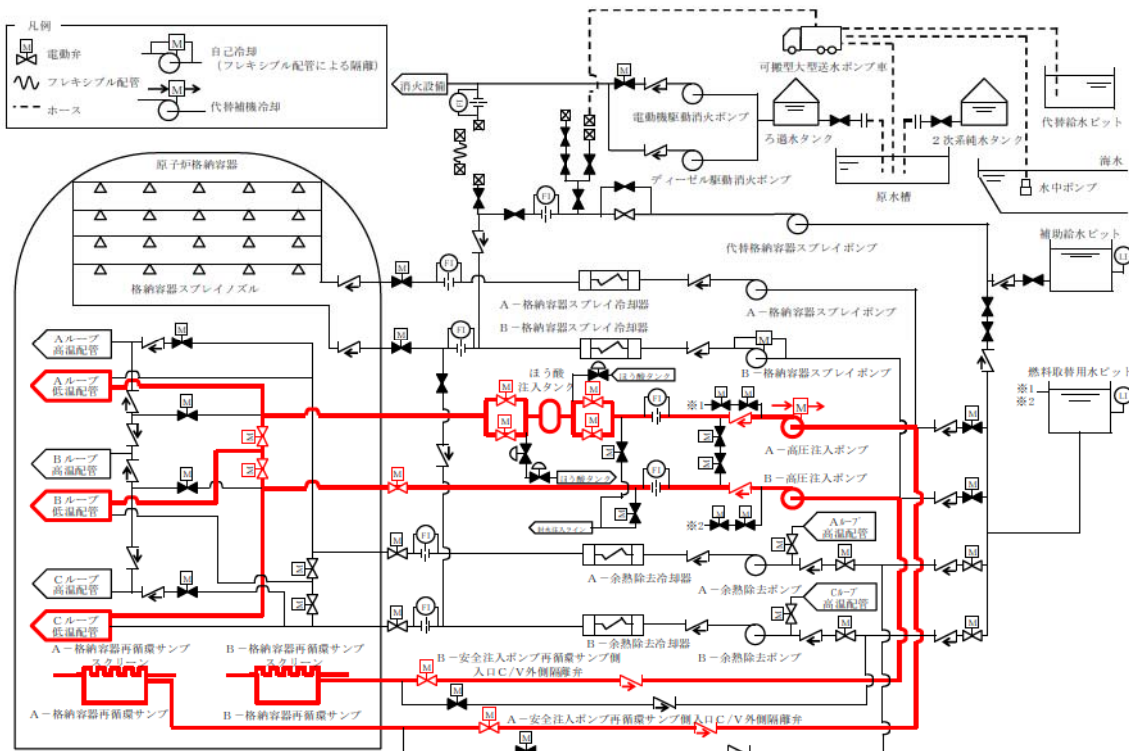 凡例
M
電動弁
フレキシブル配管
ホース
M
自己冷却
(フレキシブル配管による隔離)
M
代替補機冷却
消火設備
M
FI
電動機駆動消火ポンプ
ディーゼル駆動消火ポンプ
可搬型大型送水ポンプ車
ろ過水タンク
2次系純水タンク
代替給水ピット
原水槽
海水
水中ポンプ
FI
代替格納容器スプレイポンプ
補助給水ピット
LI
原子炉格納容器
格納容器スプレイノズル
M
FI
A-格納容器スプレイ冷却器
A-格納容器スプレイポンプ
B-格納容器スプレイ冷却器
M
FI
M
B-格納容器スプレイポンプ
燃料取替用水ピット
※1
※2
LI
Aループ
高温配管
M
Aループ
低温配管
ほう酸
注入タンク
ほう酸タンク
M
M
M
M
FI
※1
M
M
M
A-高圧注入ポンプ
M
M
M
M
Bループ
高温配管
M
M
M
M
Bループ
低温配管
M
ほう酸タンク
FI
B-高圧注入ポンプ
M
M
※2
M
M
M
Aループ
高温配管
M
FI
M
M
M
A-余熱除去冷却器
A-余熱除去ポンプ
Cループ
高温配管
M
M
M
Cループ
高温配管
Cループ
低温配管
M
FI
M
M
M
B-余熱除去冷却器
B-余熱除去ポンプ
A-格納容器再循環サンプ
スクリーン
B-格納容器再循環サンプ
スクリーン
B-安全注入ポンプ再循環サンプ側
入口C/V外側隔離弁
M
M
A-格納容器再循環サンプ
B-格納容器再循環サンプ
M
A-安全注入ポンプ再循環サンプ側入口C/V外側隔離弁
M